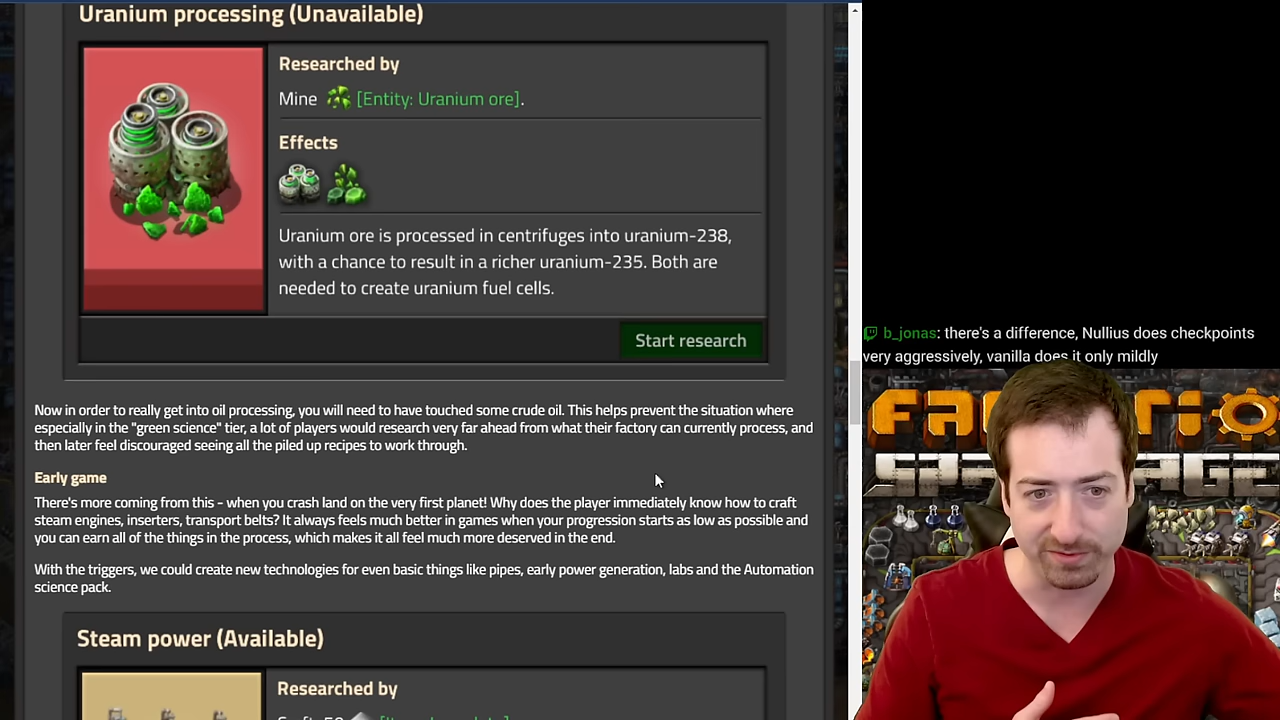 Uranium processing (Unavailable)
Researched by
Mine [Entity: Uranium ore].
Effects
Uranium ore is processed in centrifuges into uranium-238,
with a chance to result in a richer uranium-235. Both are
needed to create uranium fuel cells.
Start research
Now in order to really get into oil processing, you will need to have touched some crude oil. This helps prevent the situation where
especially in the "green science" tier, a lot of players would research very far ahead from what their factory can currently process, and
then later feel discouraged seeing all the piled up recipes to work through.
Early game
There's more coming from this - when you crash land on the very first planet! Why does the player immediately know how to craft
steam engines, inserters, transport belts? It always feels much better in games when your progression starts as low as possible and
you can earn all of the things in the process, which makes it all feel much more deserved in the end.
With the triggers, we could create new technologies for even basic things like pipes, early power generation, labs and the Automation
science pack.
Steam power (Available)
Researched by
b_jonas: there's a difference, Nullius does checkpoints
very aggressively, vanilla does it only mildly